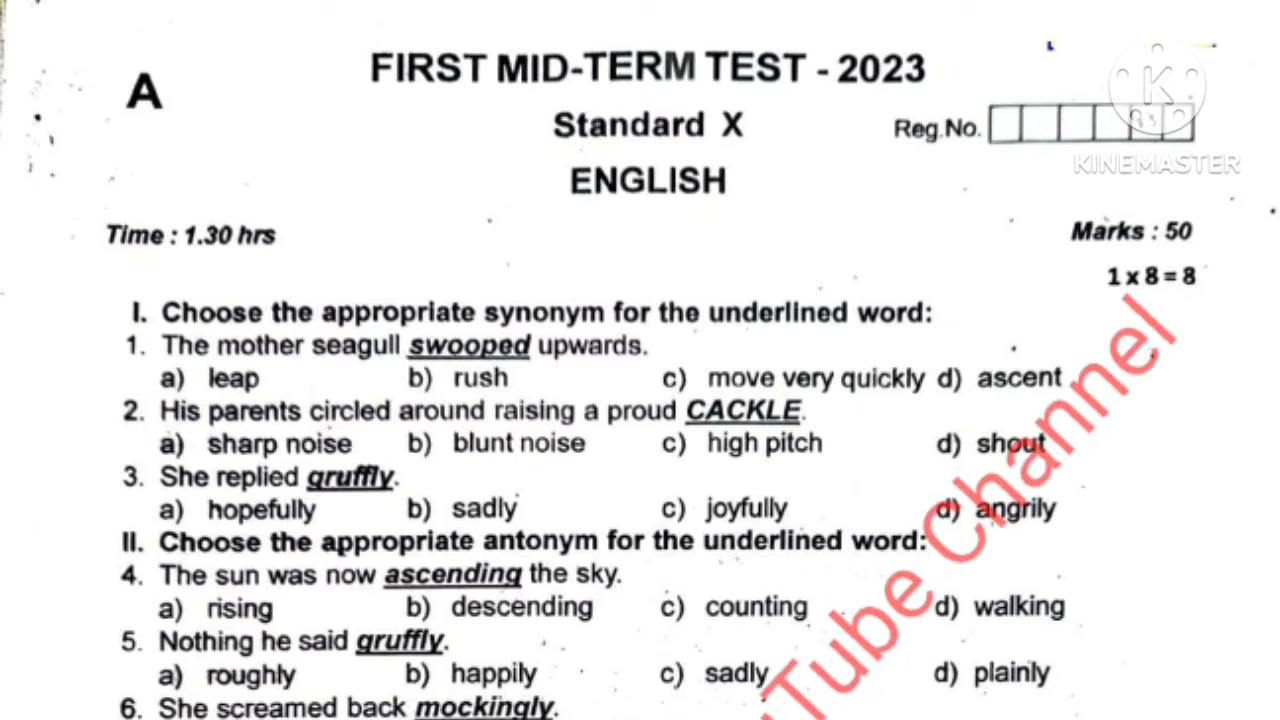 FIRST MID-TERM TEST - 2023
A
Standard X
Reg.No.
K
KINEMASTER
ENGLISH
Time : 1.30 hrs
Marks : 50
1 x 8 = 8
I. Choose the appropriate synonym for the underlined word:
1. The mother seagull swooped upwards.
a) leap b) rush c) move very quickly d) ascent
2. His parents circled around raising a proud CACKLE.
a) sharp noise b) blunt noise c) high pitch d) shout
3. She replied gruffly.
a) hopefully b) sadly c) joyfully d) angrily
II. Choose the appropriate antonym for the underlined word:
4. The sun was now ascending the sky.
a) rising b) descending c) counting d) walking
5. Nothing he said gruffly.
a) roughly b) happily c) sadly d) plainly
6. She screamed back mockingly.
uTube Channel